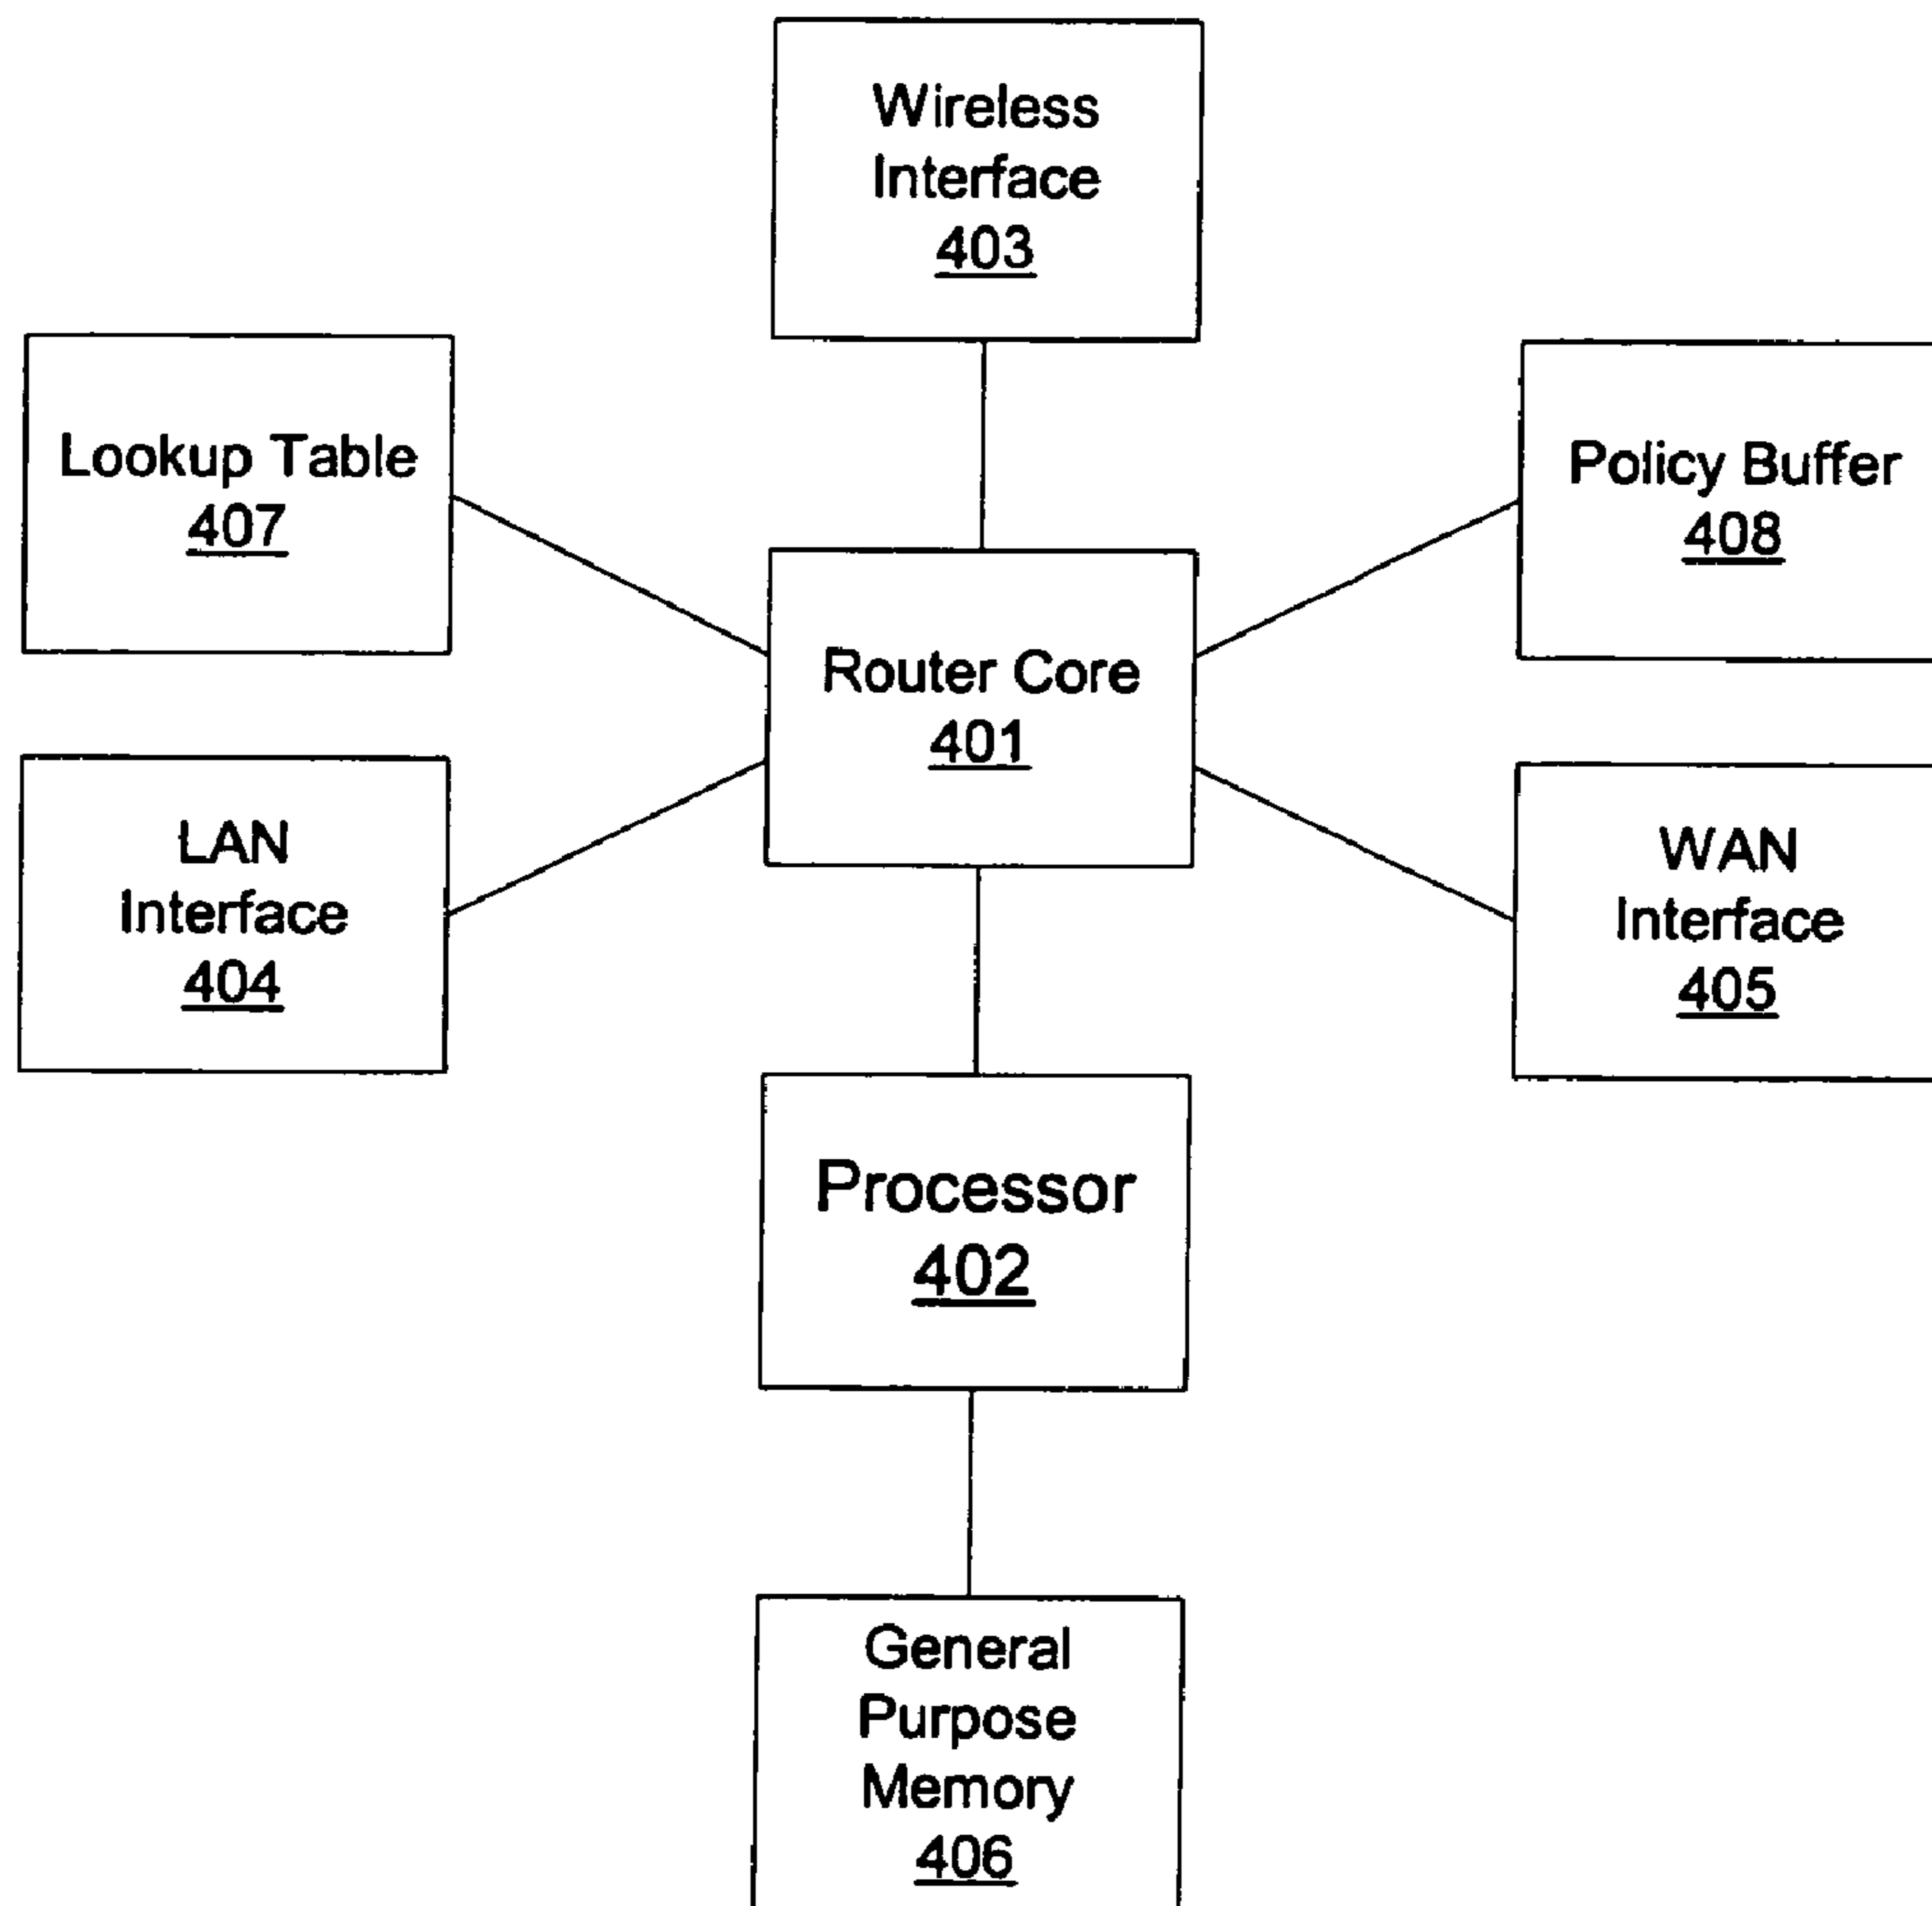 Wireless
Interface
403
Lookup Table
407
Policy Buffer
408
Router Core
401
LAN
Interface
404
WAN
Interface
405
Processor
402
General
Purpose
Memory
406